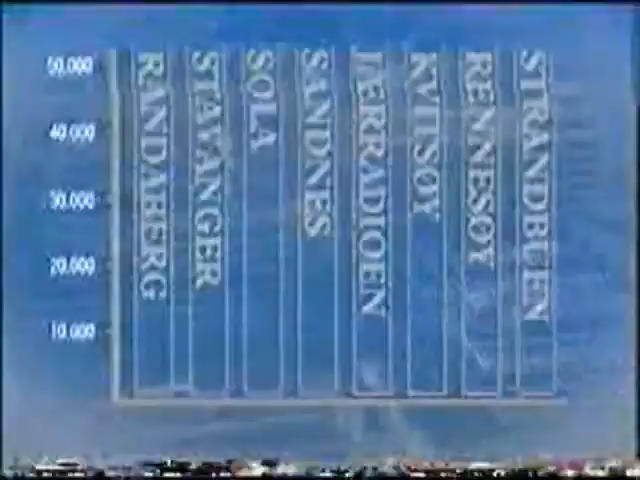 50.000
40.000
30.000
20.000
10.000
RANDABERG
STAVANGER
SOLA
SANDNES
JÆRRADIOEN
KVITSØY
RENNESØY
STRANDBUEN